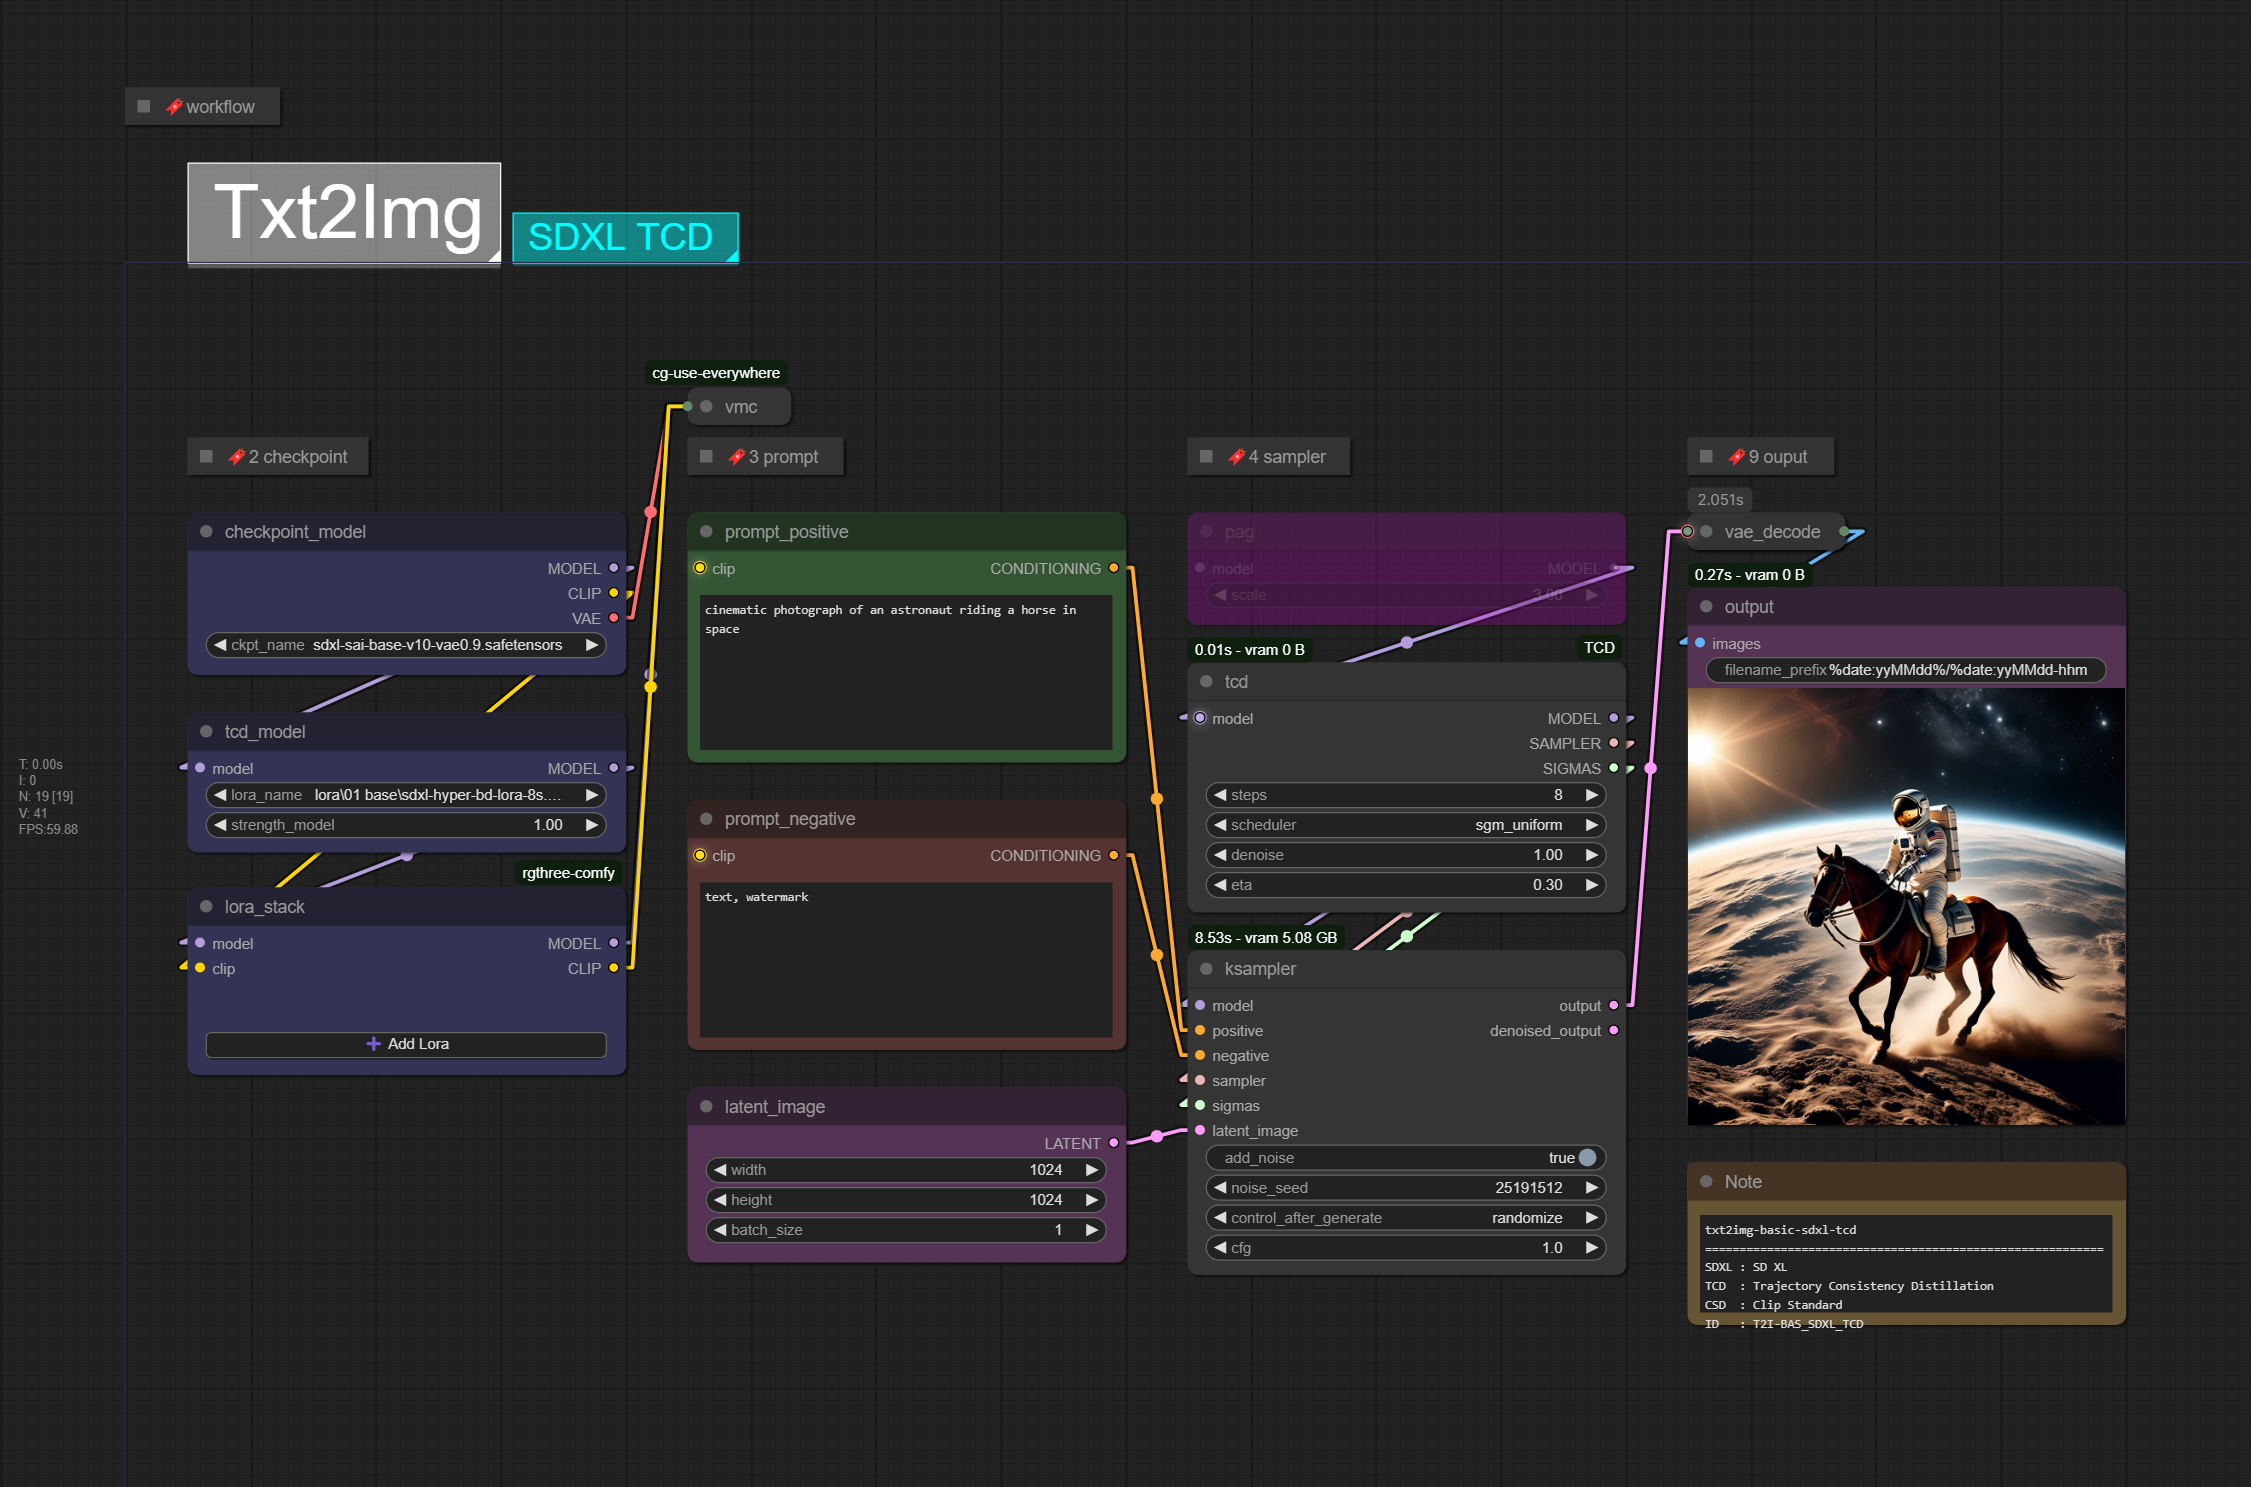 workflow
Txt2Img
SDXL TCD
cg-use-everywhere
vmc
2 checkpoint
checkpoint_model
MODEL
CLIP
VAE
ckpt_name sdxl-sai-base-v10-vae0.9.safetensors
tcd_model
model MODEL
lora_name lora\01 base\sdxl-hyper-bd-lora-8s....
strength_model 1.00
rgthree-comfy
lora_stack
model MODEL
clip CLIP
Add Lora
T: 0.00s
I: 0
N: 19 [19]
V: 41
FPS:59.88
3 prompt
prompt_positive
clip CONDITIONING
cinematic photograph of an astronaut riding a horse in
space
prompt_negative
clip CONDITIONING
text, watermark
latent_image
LATENT
width 1024
height 1024
batch_size 1
4 sampler
pag
model MODEL
scale 3.00
0.01s - vram 0 B
TCD
tcd
model MODEL
SAMPLER
SIGMAS
steps 8
scheduler sgm_uniform
denoise 1.00
eta 0.30
8.53s - vram 5.08 GB
ksampler
model output
positive denoised_output
negative
sampler
sigmas
latent_image
add_noise true
noise_seed 25191512
control_after_generate randomize
cfg 1.0
9 ouput
2.051s
vae_decode
0.27s - vram 0 B
output
images
filename_prefix %date:yyMMdd%/%date:yyMMdd-hhm
Note
txt2img-basic-sdxl-tcd
==========================================================
SDXL : SD XL
TCD : Trajectory Consistency Distillation
CSD : Clip Standard
ID : T2I-BAS_SDXL_TCD